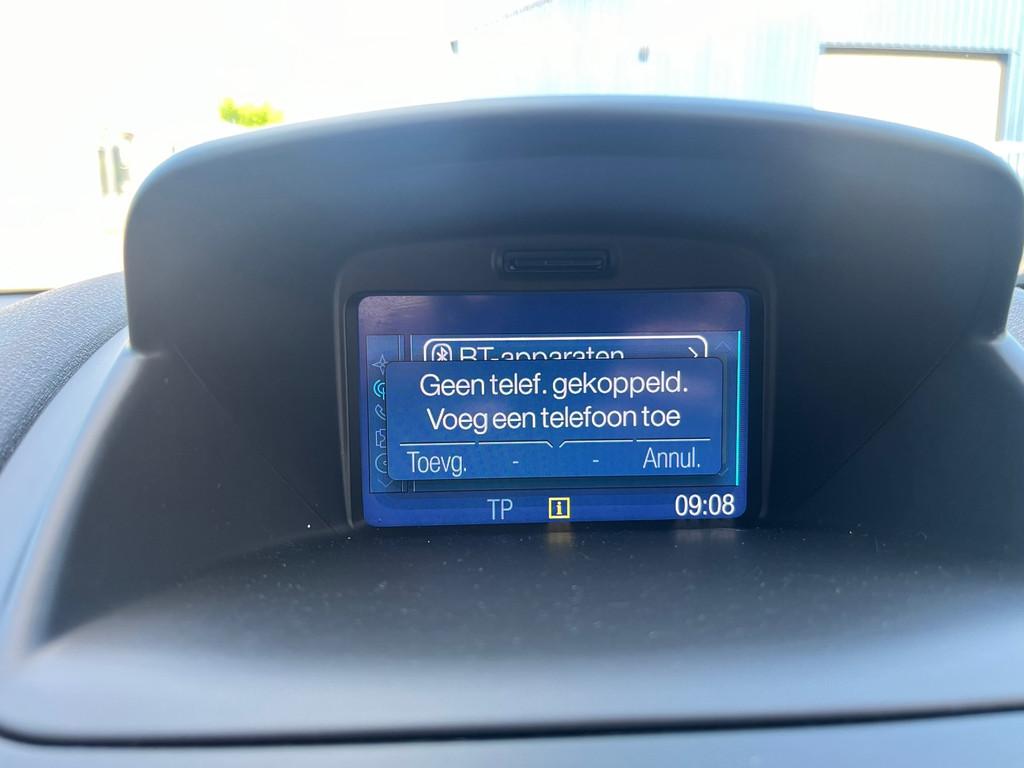 BT-apparaten
Geen telef. gekoppeld.
Voeg een telefoon toe
Toevg. - - Annul.
TP i 09:08